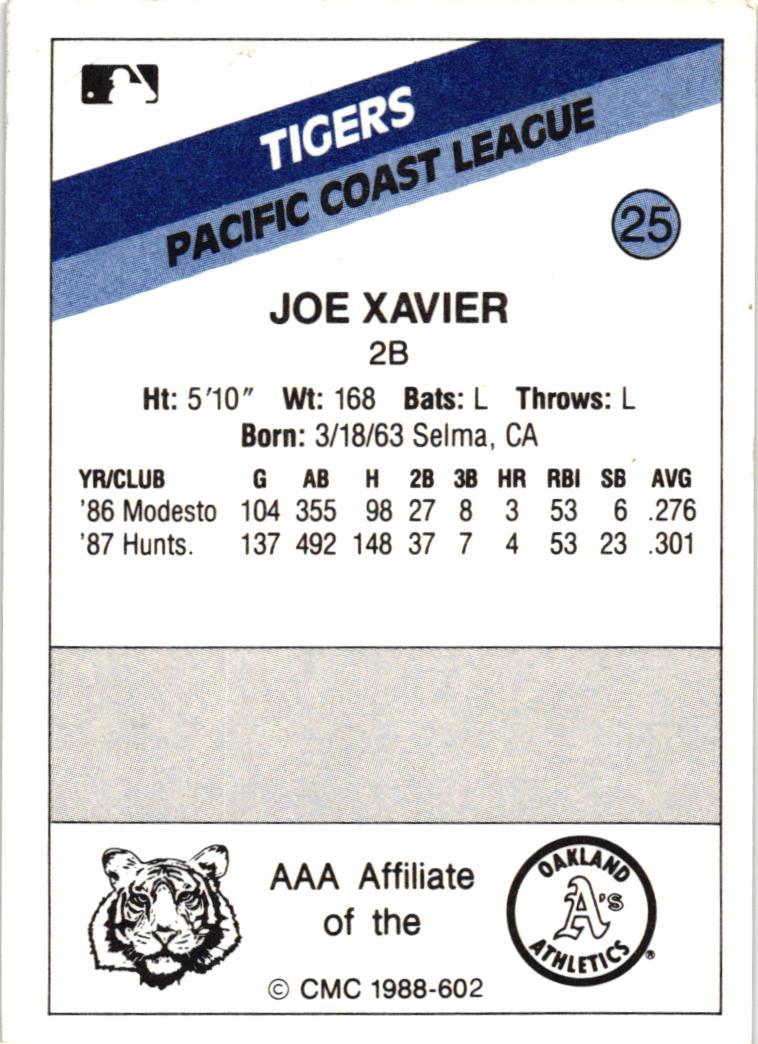 TIGERS
PACIFIC COAST LEAGUE
25
JOE XAVIER
2B
Ht: 5'10" Wt: 168 Bats: L Throws: L
Born: 3/18/63 Selma, CA
YR/CLUB G AB H 2B 3B HR RBI SB AVG
'86 Modesto 104 355 98 27 8 3 53 6 .276
'87 Hunts. 137 492 148 37 7 4 53 23 .301
AAA Affiliate
of the
OAKLAND
A's
ATHLETICS ®
© CMC 1988-602